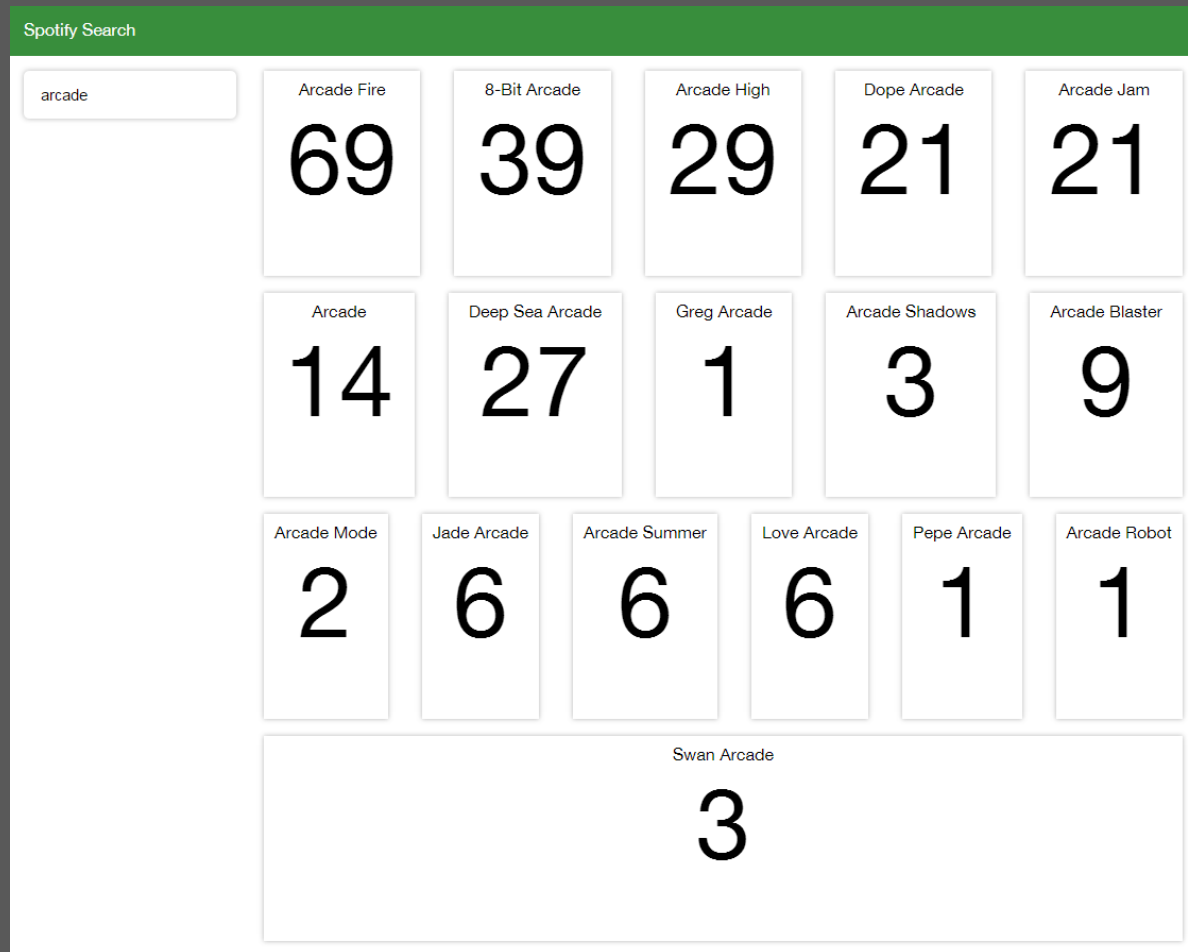 Spotify Search
arcade
Arcade Fire
69
8-Bit Arcade
39
Arcade High
29
Dope Arcade
21
Arcade Jam
21
Arcade
14
Deep Sea Arcade
27
Greg Arcade
1
Arcade Shadows
3
Arcade Blaster
9
Arcade Mode
2
Jade Arcade
6
Arcade Summer
6
Love Arcade
6
Pepe Arcade
1
Arcade Robot
1
Swan Arcade
3